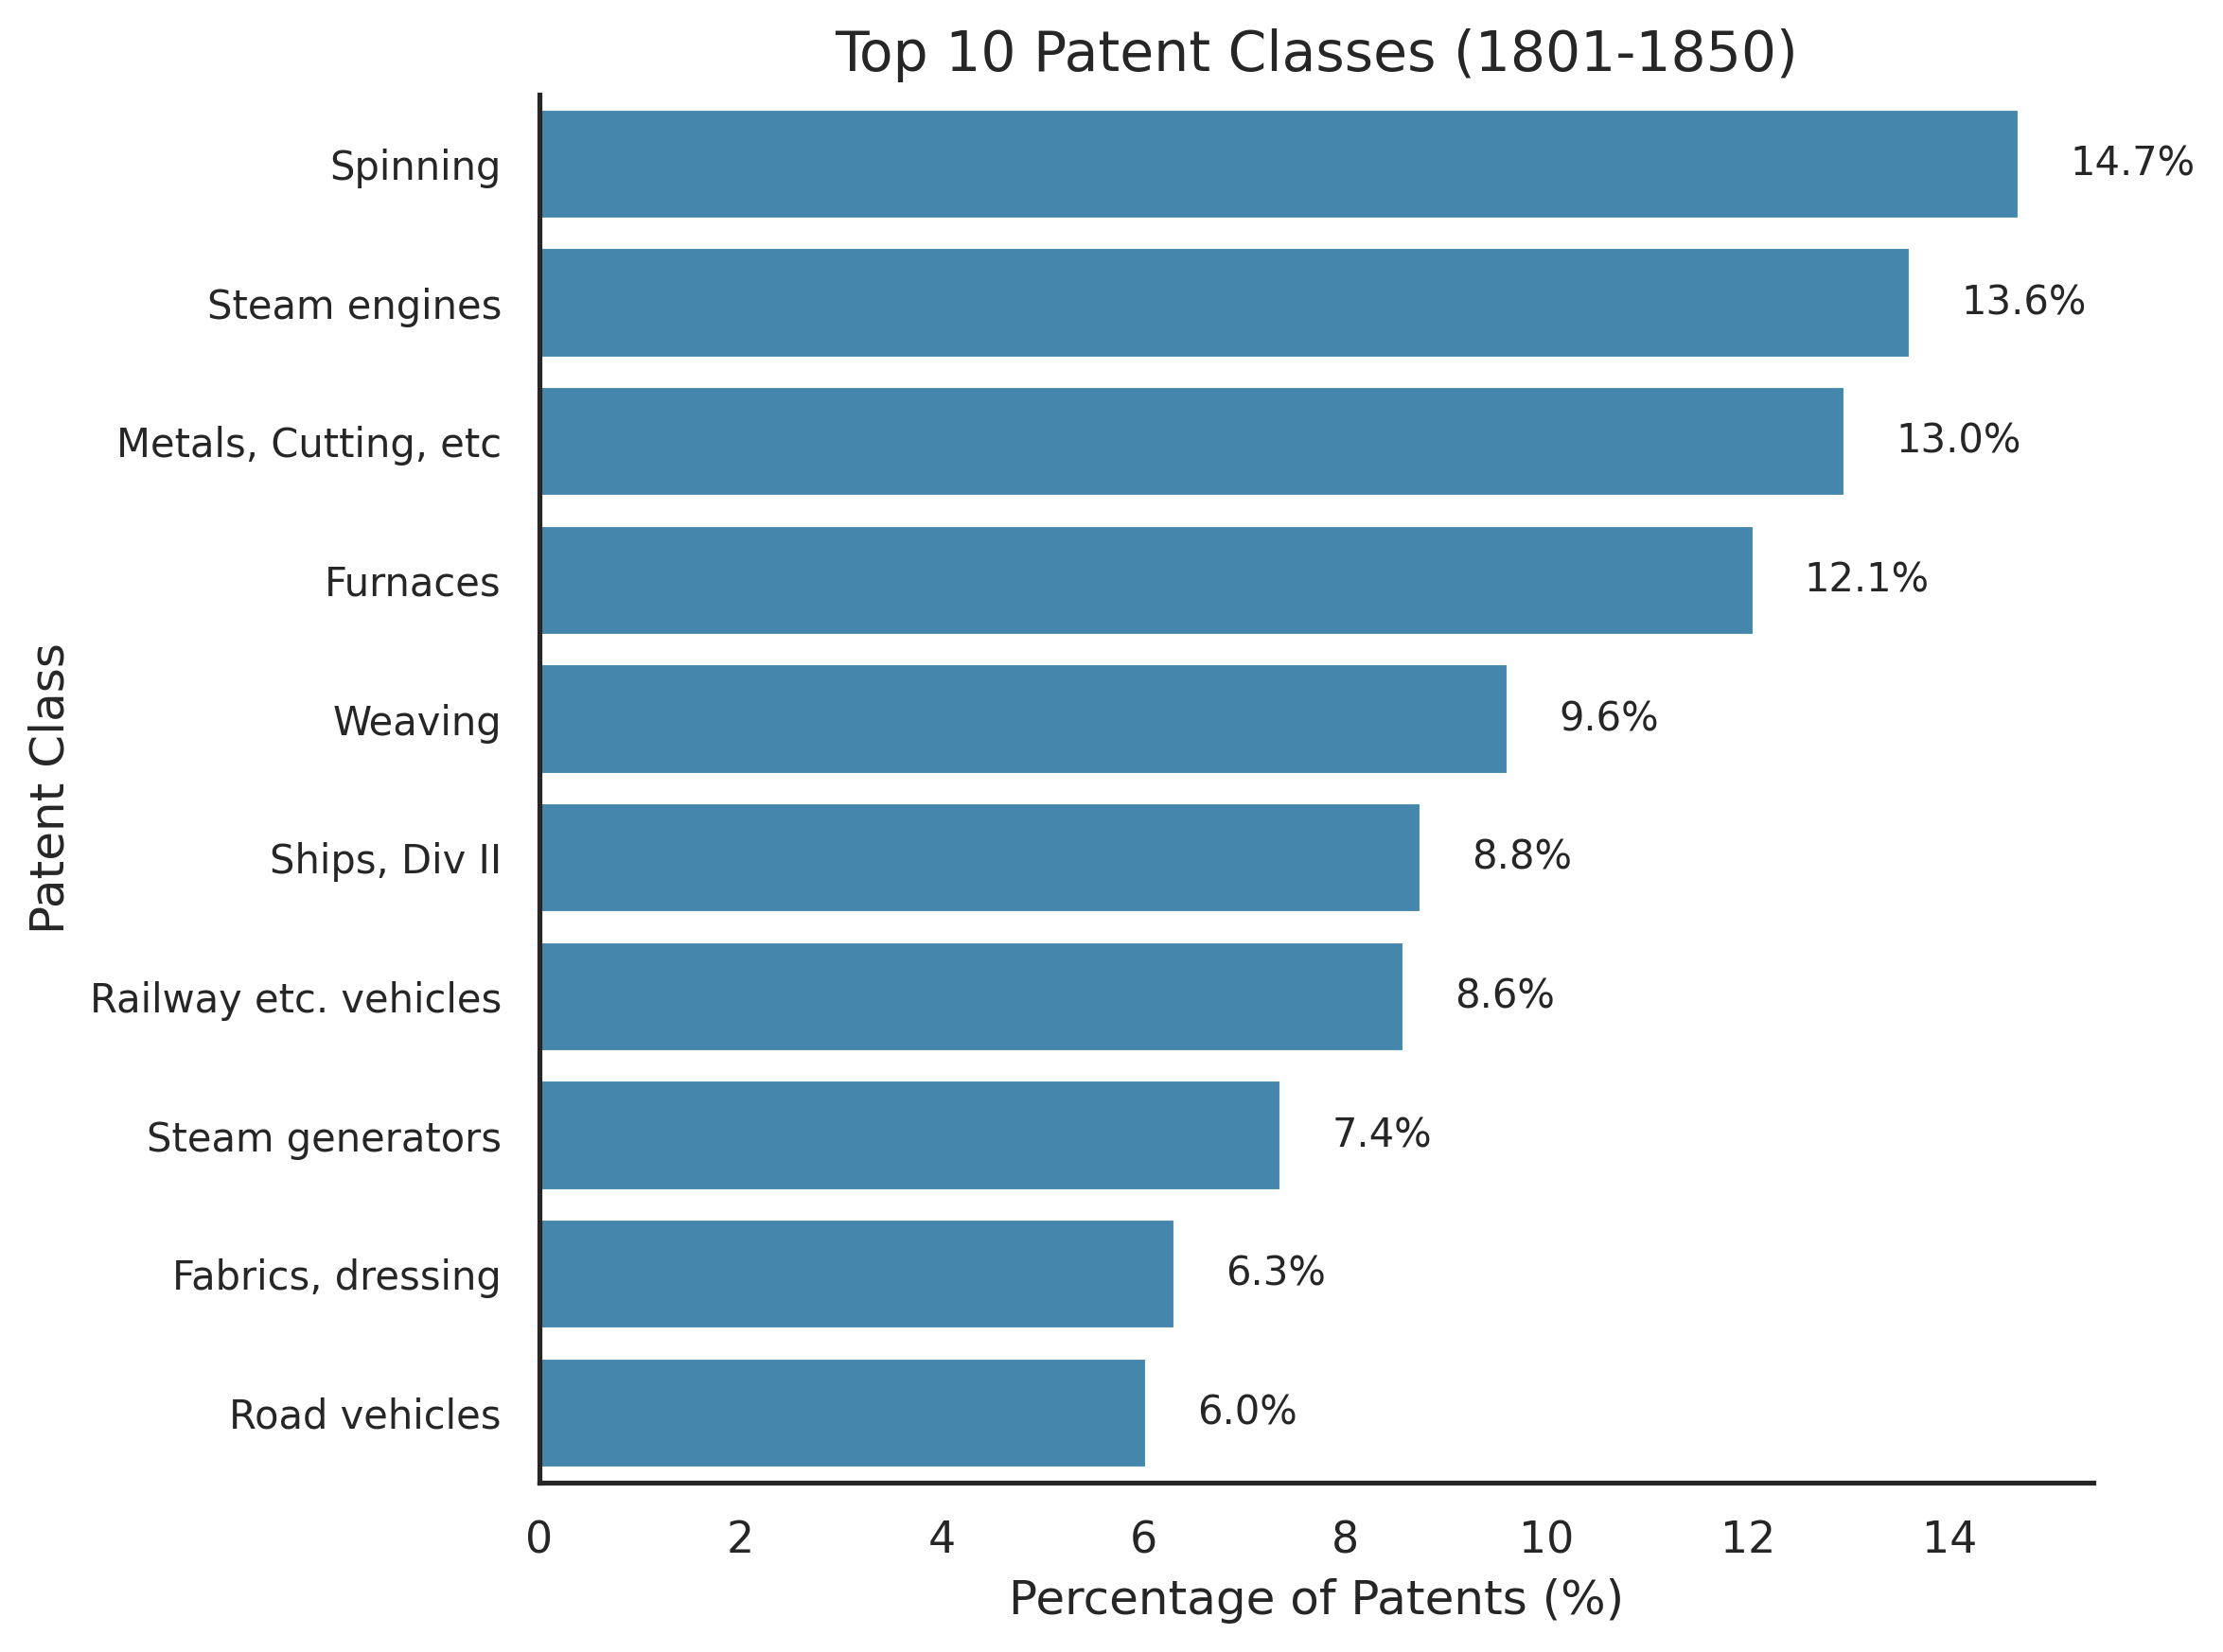 Top 10 Patent Classes (1801-1850)
Patent Class
Spinning 14.7%
Steam engines 13.6%
Metals, Cutting, etc 13.0%
Furnaces 12.1%
Weaving 9.6%
Ships, Div II 8.8%
Railway etc. vehicles 8.6%
Steam generators 7.4%
Fabrics, dressing 6.3%
Road vehicles 6.0%
0 2 4 6 8 10 12 14
Percentage of Patents (%)